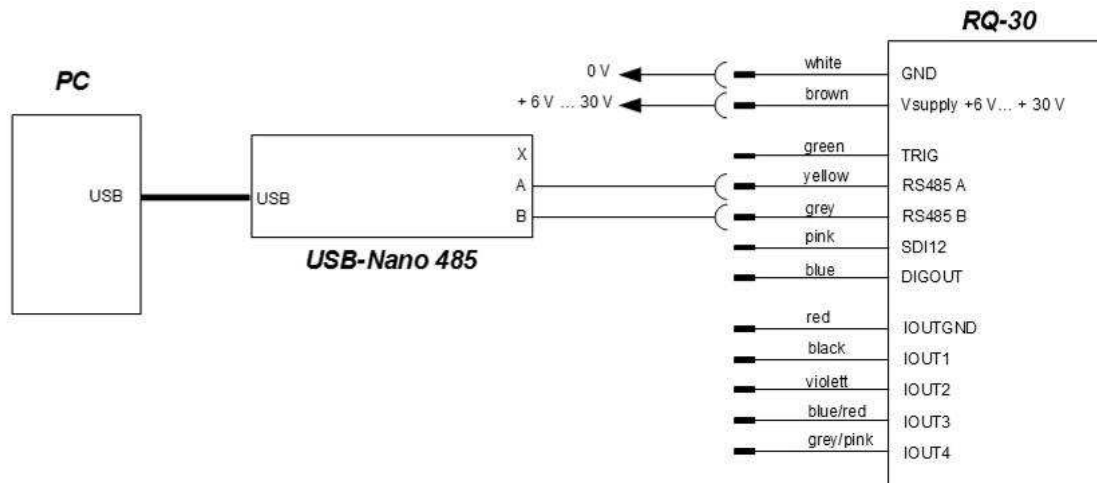 RQ-30
PC
0 V
white
GND
+ 6 V ... 30 V
brown
Vsupply +6 V... + 30 V
green
TRIG
X
yellow
RS485 A
A
USB
USB
grey
RS485 B
B
pink
SDI12
USB-Nano 485
blue
DIGOUT
red
IOUTGND
black
IOUT1
violett
IOUT2
blue/red
IOUT3
grey/pink
IOUT4